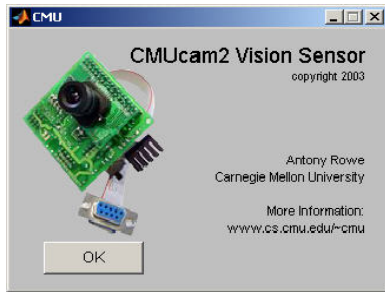 CMU
CMUcam2 Vision Sensor
copyright 2003
Antony Rowe
Carnegie Mellon University
More Information:
www.cs.cmu.edu/~cmu
OK